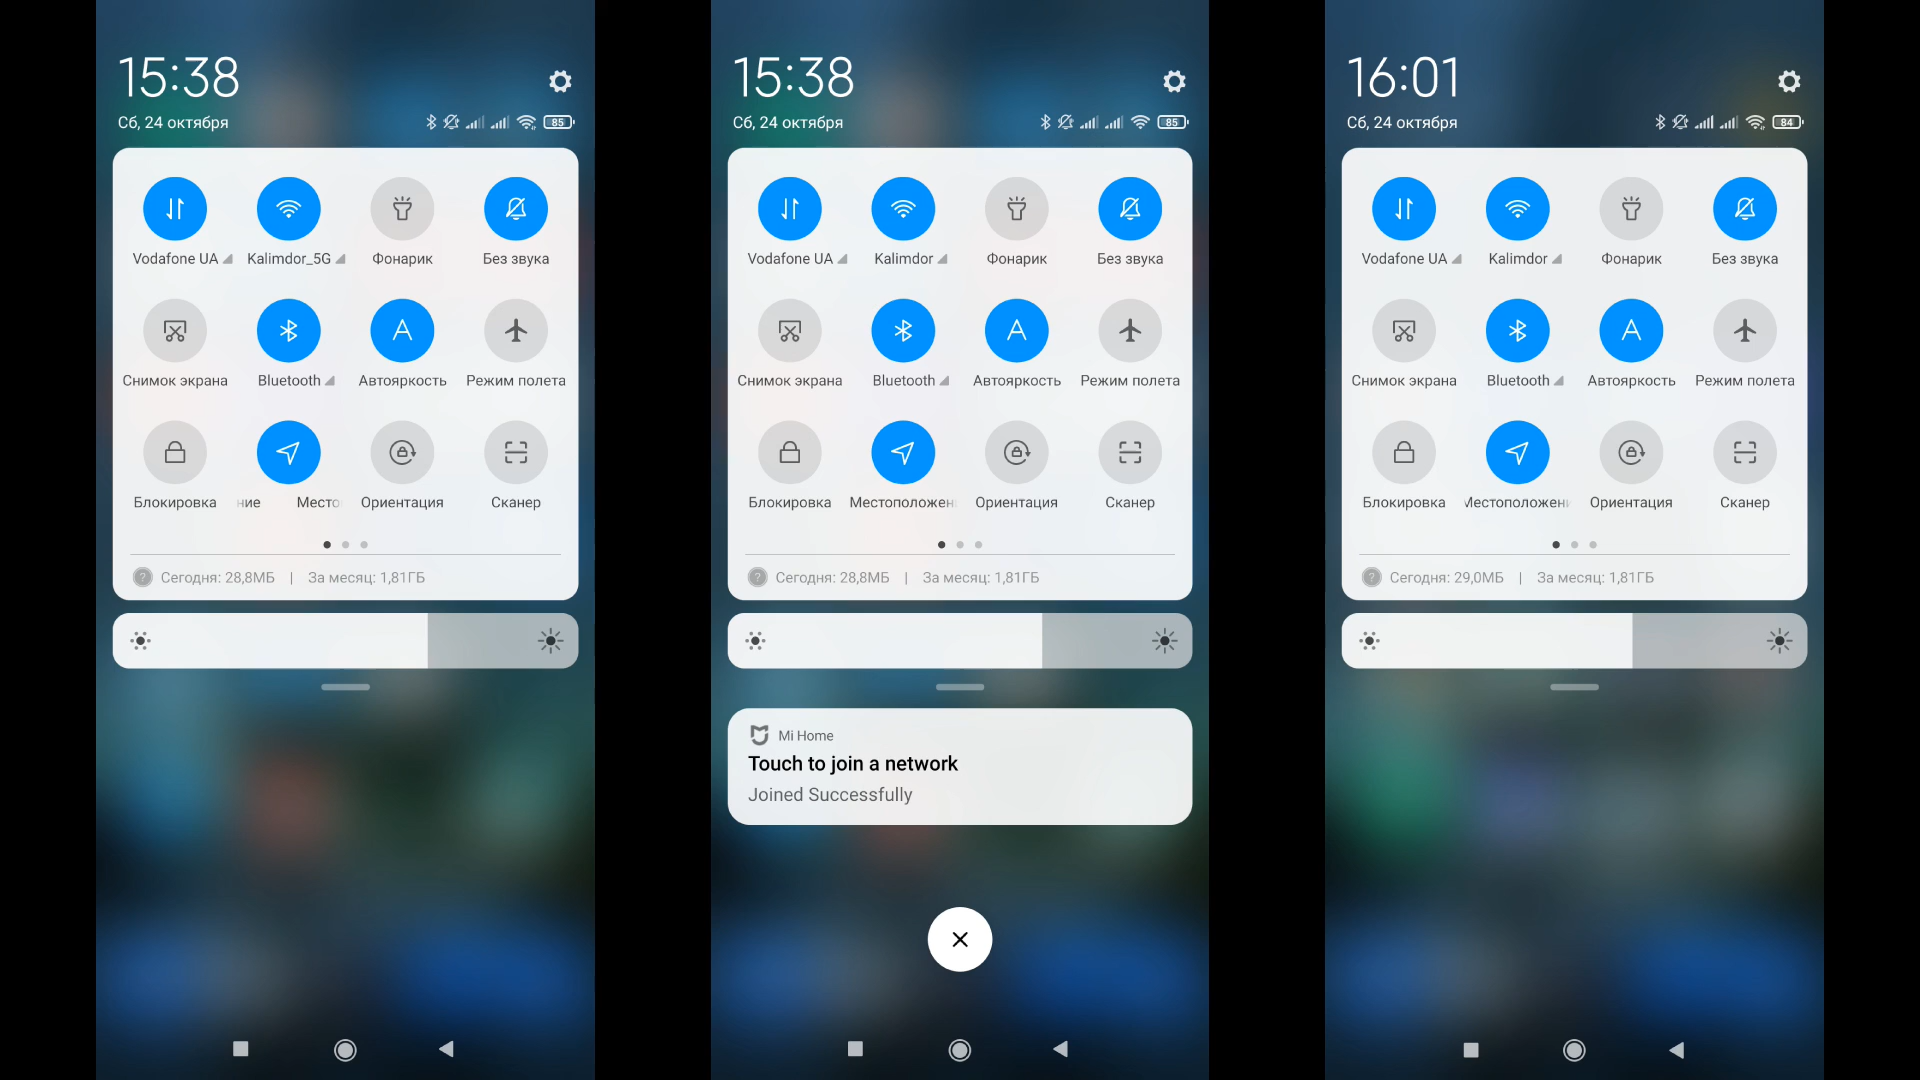 15:38
Сб, 24 октября
85
Vodafone UA
Kalimdor_5G
Фонарик
Без звука
Снимок экрана
Bluetooth
Автояркость
Режим полета
Блокировка
ние Место
Ориентация
Сканер
Сегодня: 28,8МБ | За месяц: 1,81ГБ
15:38
Сб, 24 октября
85
Vodafone UA
Kalimdor
Фонарик
Без звука
Снимок экрана
Bluetooth
Автояркость
Режим полета
Блокировка
Местоположен
Ориентация
Сканер
Сегодня: 28,8МБ | За месяц: 1,81ГБ
Mi Home
Touch to join a network
Joined Successfully
16:01
Сб, 24 октября
84
Vodafone UA
Kalimdor
Фонарик
Без звука
Снимок экрана
Bluetooth
Автояркость
Режим полета
Блокировка
Местоположени
Ориентация
Сканер
Сегодня: 29,0МБ | За месяц: 1,81ГБ